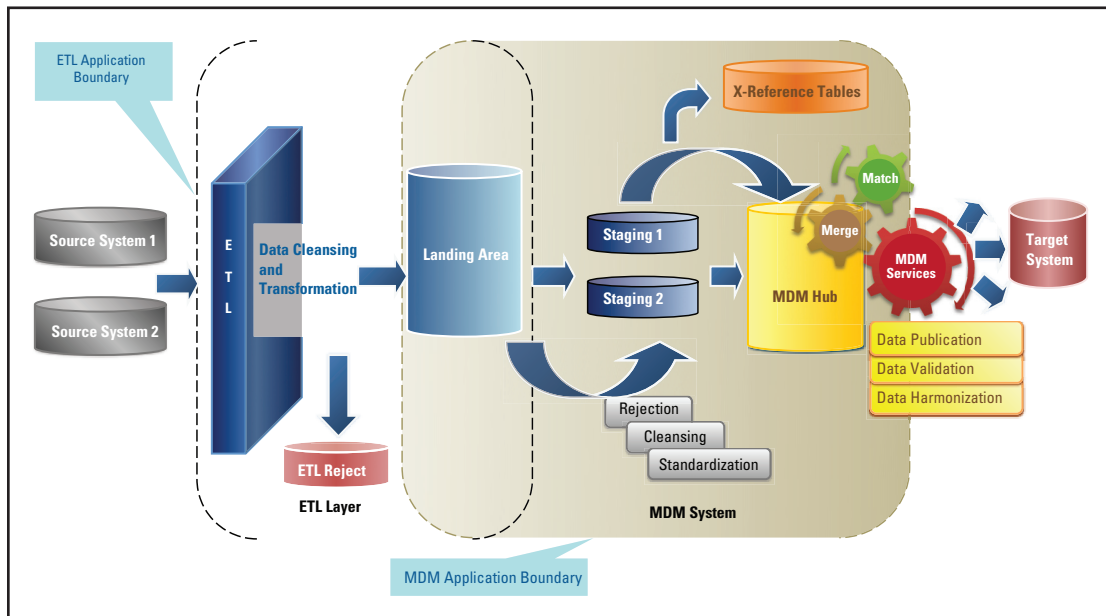 ETL Application
Boundary
Source System 1
Source System 2
E
T
L
Data Cleansing
and
Transformation
ETL Reject
ETL Layer
Landing Area
X-Reference Tables
Staging 1
Staging 2
Rejection
Cleansing
Standardization
MDM System
MDM Application Boundary
MDM Hub
Match
Merge
MDM
Services
Target
System
Data Publication
Data Validation
Data Harmonization